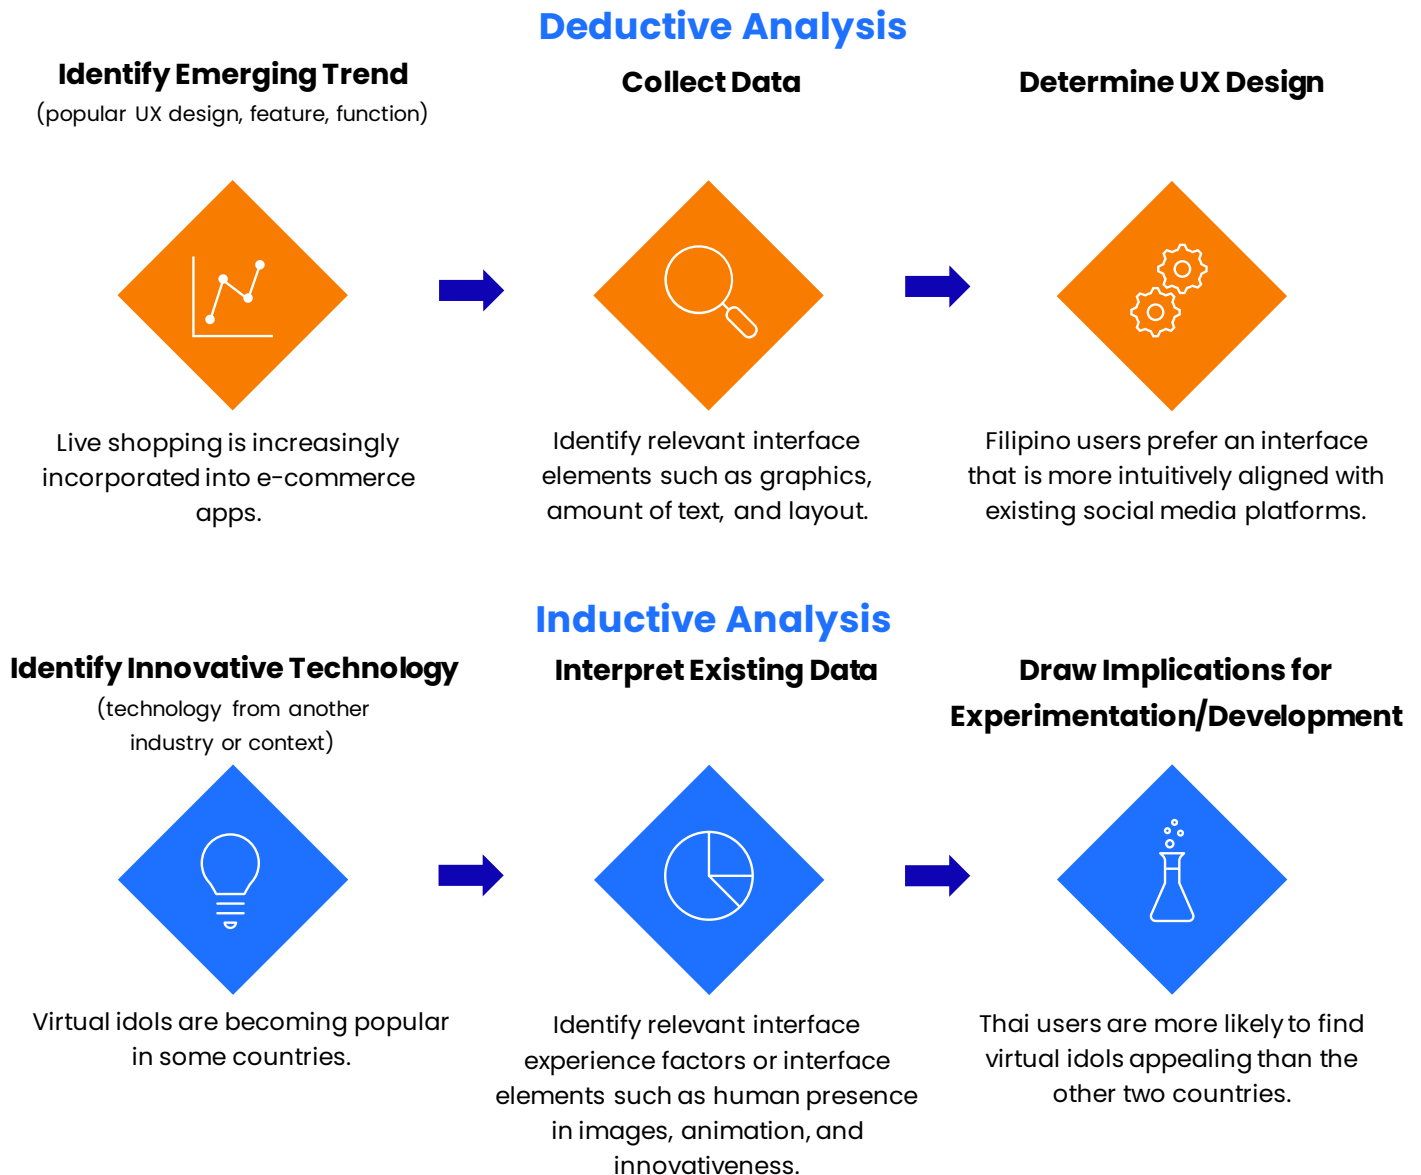 Deductive Analysis
Identify Emerging Trend
(popular UX design, feature, function)
Collect Data
Determine UX Design
Live shopping is increasingly
incorporated into e-commerce
apps.
Identify relevant interface
elements such as graphics,
amount of text, and layout.
Filipino users prefer an interface
that is more intuitively aligned with
existing social media platforms.
Inductive Analysis
Identify Innovative Technology
(technology from another
industry or context)
Interpret Existing Data
Draw Implications for
Experimentation/Development
Virtual idols are becoming popular
in some countries.
Identify relevant interface
experience factors or interface
elements such as human presence
in images, animation, and
innovativeness.
Thai users are more likely to find
virtual idols appealing than the
other two countries.